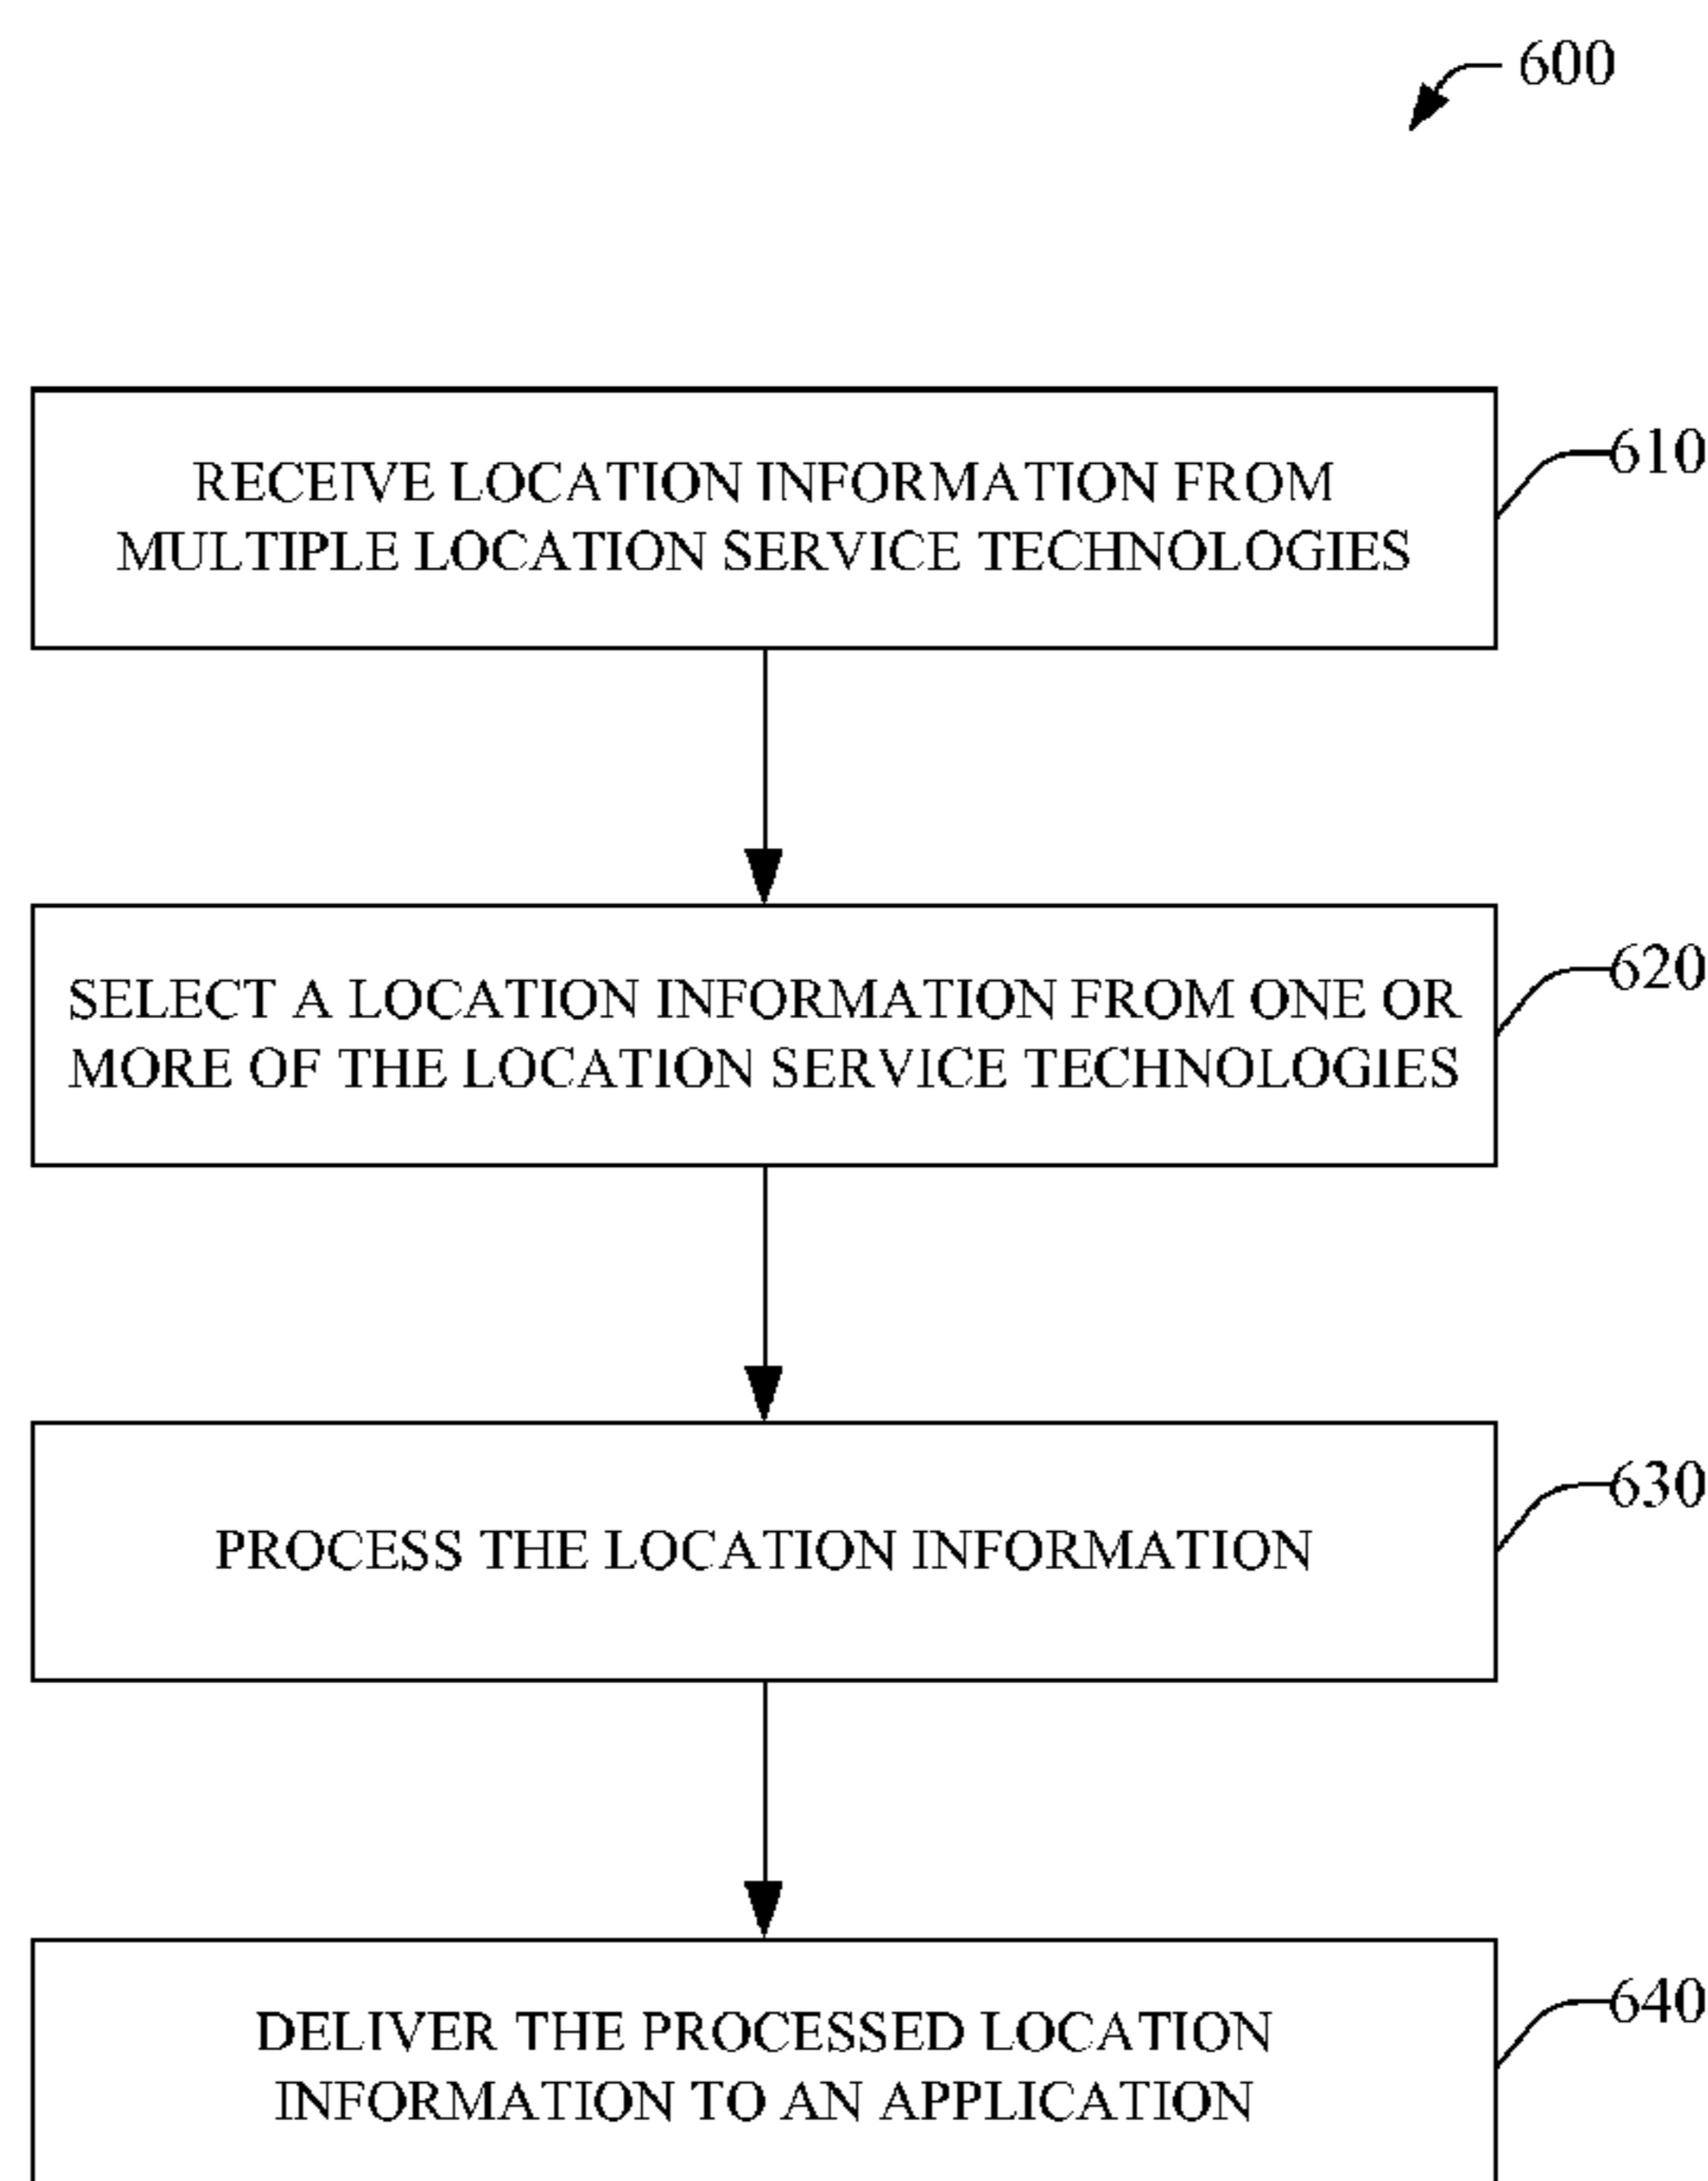 600
RECEIVE LOCATION INFORMATION FROM
MULTIPLE LOCATION SERVICE TECHNOLOGIES
610
SELECT A LOCATION INFORMATION FROM ONE OR
MORE OF THE LOCATION SERVICE TECHNOLOGIES
620
PROCESS THE LOCATION INFORMATION
630
DELIVER THE PROCESSED LOCATION
INFORMATION TO AN APPLICATION
640